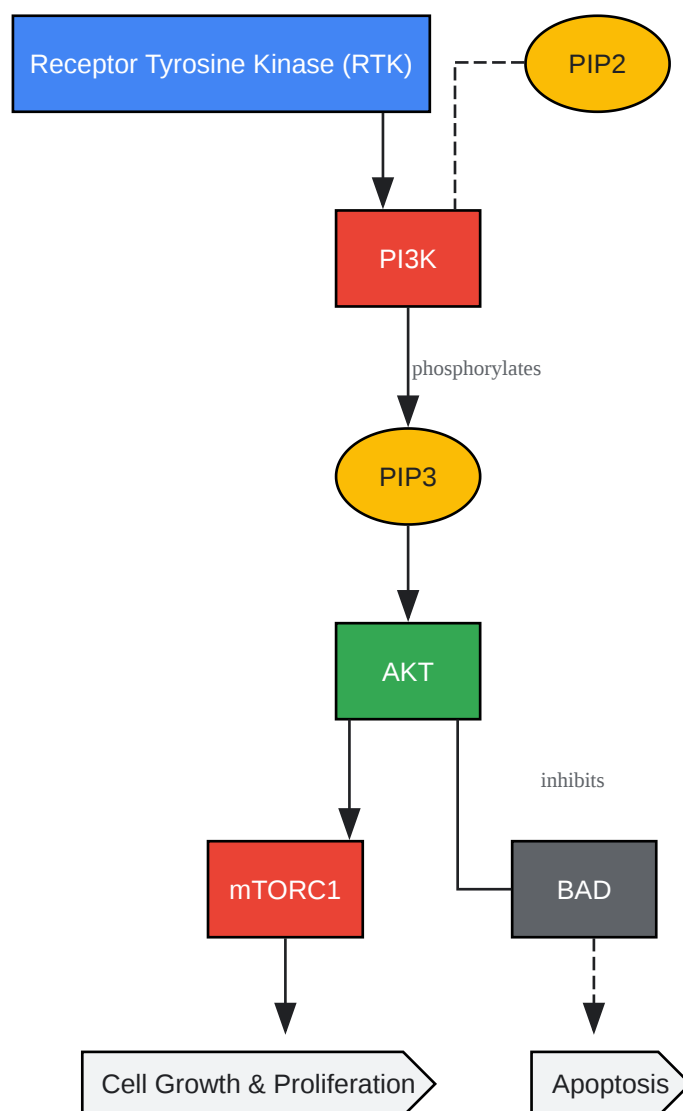 Receptor Tyrosine Kinase (RTK)
PIP2
PI3K
phosphorylates
PIP3
AKT
inhibits
mTORC1
BAD
Cell Growth & Proliferation
Apoptosis